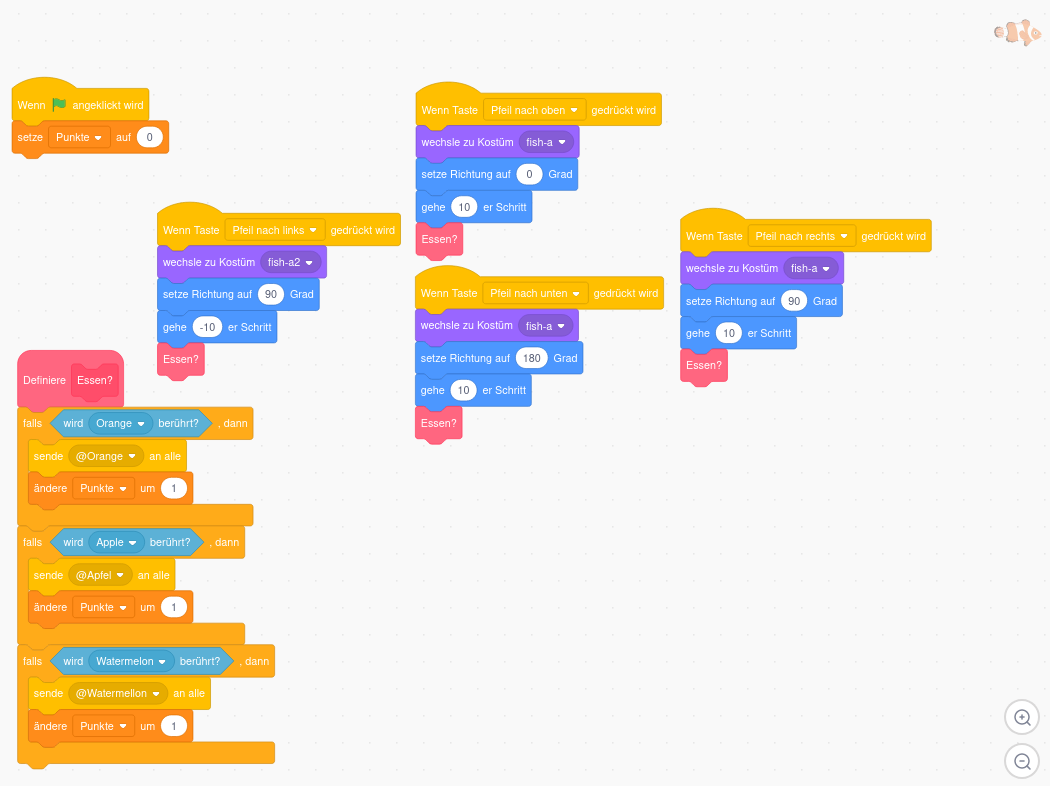 Wenn angeklickt wird
setze Punkte auf 0
Wenn Taste Pfeil nach links gedrückt wird
wechsle zu Kostüm fish-a2
setze Richtung auf 90 Grad
gehe -10 er Schritt
Essen?
Wenn Taste Pfeil nach oben gedrückt wird
wechsle zu Kostüm fish-a
setze Richtung auf 0 Grad
gehe 10 er Schritt
Essen?
Wenn Taste Pfeil nach unten gedrückt wird
wechsle zu Kostüm fish-a
setze Richtung auf 180 Grad
gehe 10 er Schritt
Essen?
Wenn Taste Pfeil nach rechts gedrückt wird
wechsle zu Kostüm fish-a
setze Richtung auf 90 Grad
gehe 10 er Schritt
Essen?
Definiere Essen?
falls wird Orange berührt? , dann
sende @Orange an alle
ändere Punkte um 1
falls wird Apple berührt? , dann
sende @Apfel an alle
ändere Punkte um 1
falls wird Watermelon berührt? , dann
sende @Watermellon an alle
ändere Punkte um 1